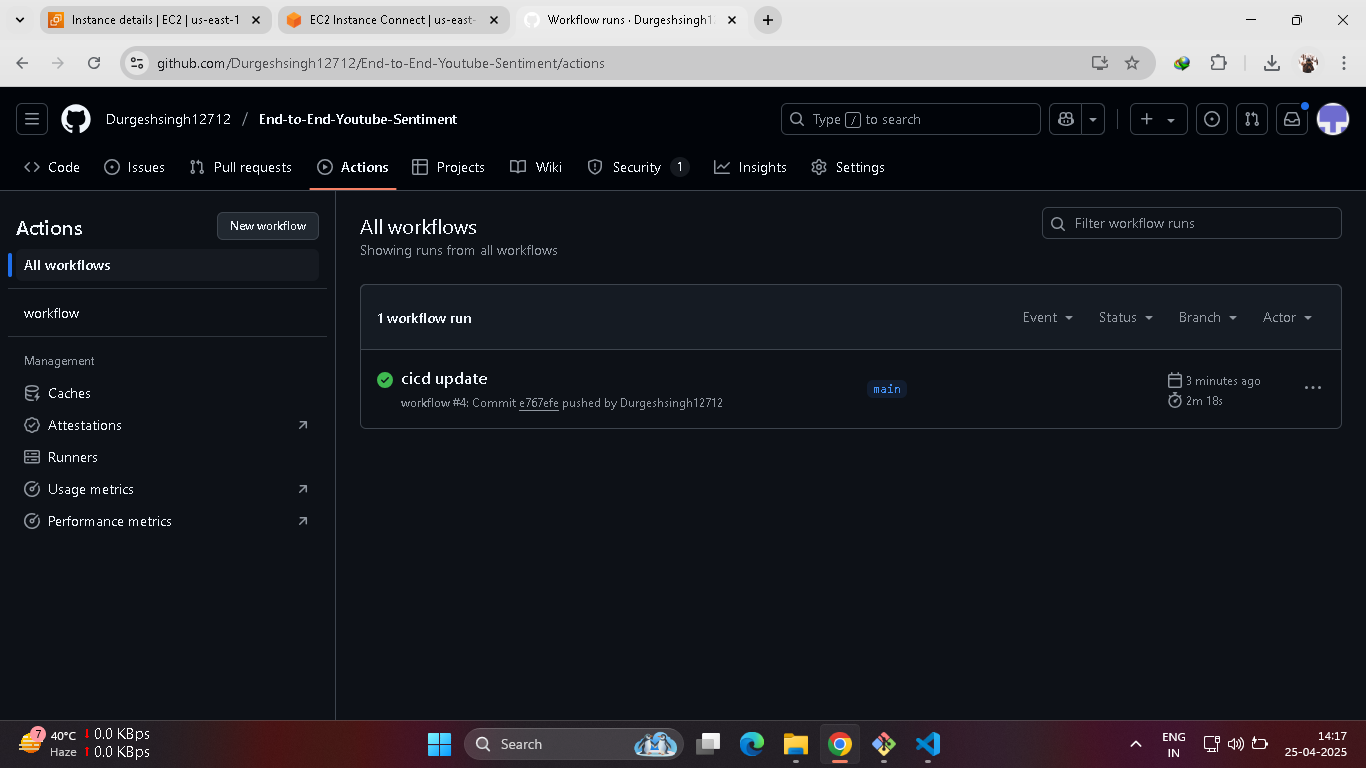 Instance details | EC2 | us-east-1
EC2 Instance Connect | us-east-
Workflow runs · Durgeshsingh1
github.com/Durgeshsingh12712/End-to-End-Youtube-Sentiment/actions
Durgeshsingh12712 / End-to-End-Youtube-Sentiment
Type / to search
Code
Issues
Pull requests
Actions
Projects
Wiki
Security 1
Insights
Settings
Actions
New workflow
All workflows
workflow
Management
Caches
Attestations
Runners
Usage metrics
Performance metrics
All workflows
Showing runs from all workflows
Filter workflow runs
1 workflow run
Event
Status
Branch
Actor
cicd update
workflow #4: Commit e767efe pushed by Durgeshsingh12712
main
3 minutes ago
2m 18s
7
40°C
Haze
0.0 KBps
0.0 KBps
Search
ENG
IN
14:17
25-04-2025